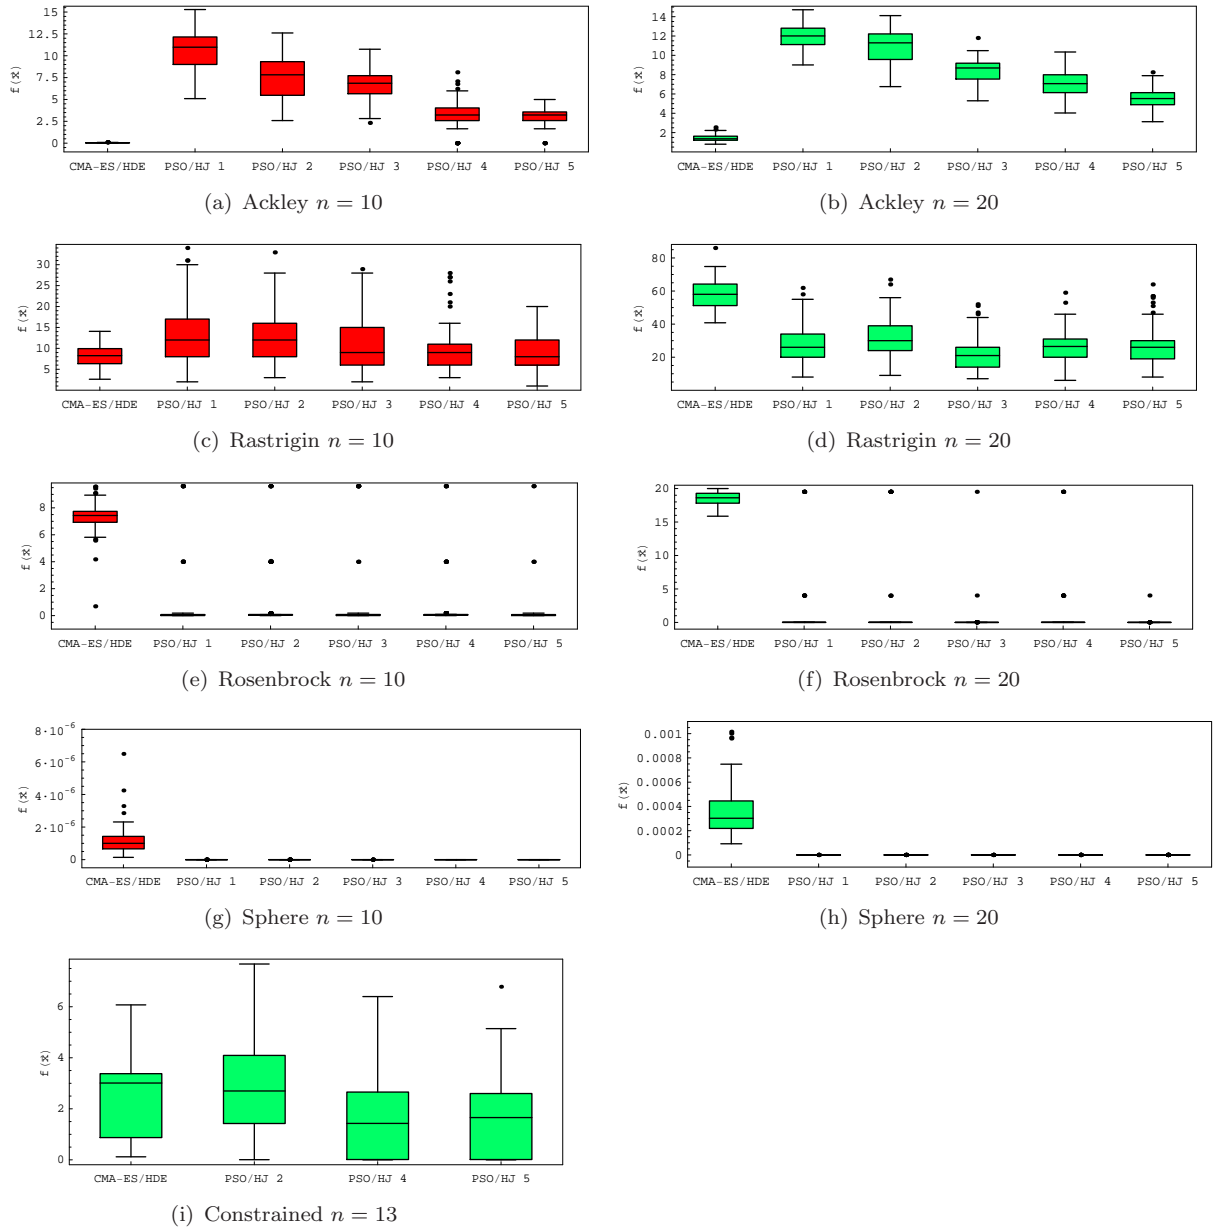 15
12.5
10
7.5
5
2.5
0
f(x)
CMA-ES/HDE PSO/HJ 1 PSO/HJ 2 PSO/HJ 3 PSO/HJ 4 PSO/HJ 5
(a) Ackley n = 10
14
12
10
8
6
4
2
f(x)
CMA-ES/HDE PSO/HJ 1 PSO/HJ 2 PSO/HJ 3 PSO/HJ 4 PSO/HJ 5
(b) Ackley n = 20
30
25
20
15
10
5
f(x)
CMA-ES/HDE PSO/HJ 1 PSO/HJ 2 PSO/HJ 3 PSO/HJ 4 PSO/HJ 5
(c) Rastrigin n = 10
80
60
40
20
f(x)
CMA-ES/HDE PSO/HJ 1 PSO/HJ 2 PSO/HJ 3 PSO/HJ 4 PSO/HJ 5
(d) Rastrigin n = 20
8
6
4
2
0
f(x)
CMA-ES/HDE PSO/HJ 1 PSO/HJ 2 PSO/HJ 3 PSO/HJ 4 PSO/HJ 5
(e) Rosenbrock n = 10
20
15
10
5
0
f(x)
CMA-ES/HDE PSO/HJ 1 PSO/HJ 2 PSO/HJ 3 PSO/HJ 4 PSO/HJ 5
(f) Rosenbrock n = 20
8·10⁻⁶
6·10⁻⁶
4·10⁻⁶
2·10⁻⁶
0
f(x)
CMA-ES/HDE PSO/HJ 1 PSO/HJ 2 PSO/HJ 3 PSO/HJ 4 PSO/HJ 5
(g) Sphere n = 10
0.001
0.0008
0.0006
0.0004
0.0002
0
f(x)
CMA-ES/HDE PSO/HJ 1 PSO/HJ 2 PSO/HJ 3 PSO/HJ 4 PSO/HJ 5
(h) Sphere n = 20
6
4
2
0
f(x)
CMA-ES/HDE PSO/HJ 2 PSO/HJ 4 PSO/HJ 5
(i) Constrained n = 13